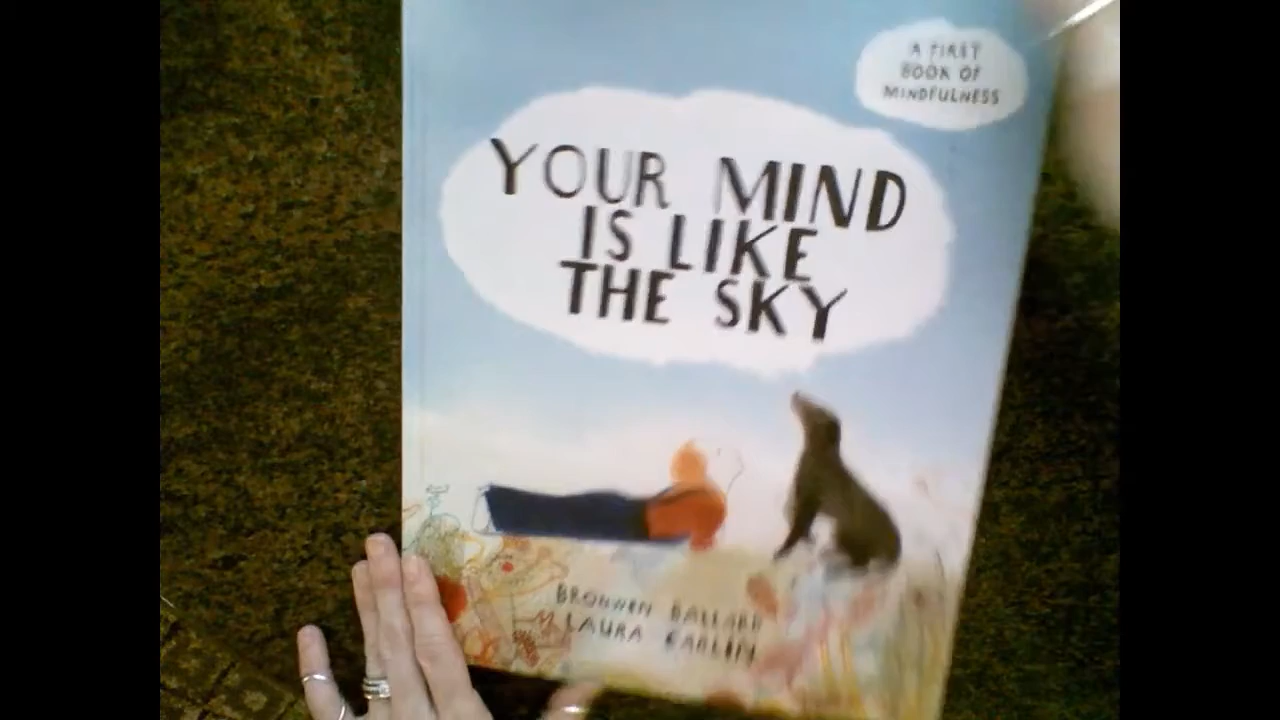 A FIRST
BOOK OF
MINDFULNESS
YOUR MIND
IS LIKE
THE SKY
BRONWEN BALLARD
LAURA CARLIN